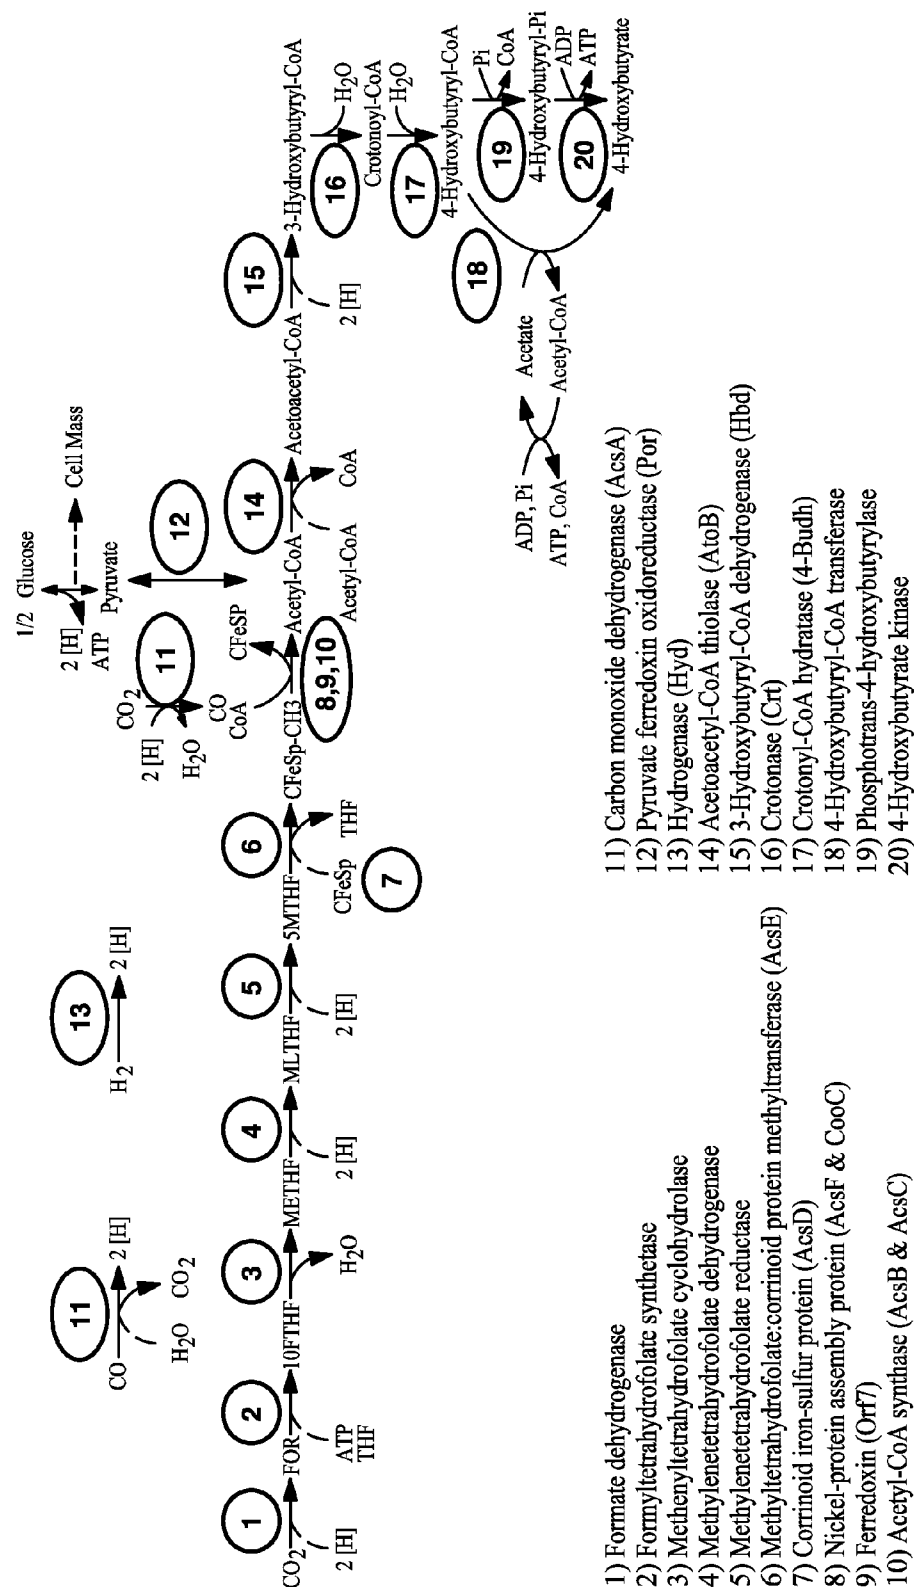 1/2 Glucose
2 [H]
ATP
Cell Mass
Pyruvate
11
CO
2 [H]
H2O
CO2
13
H2
2 [H]
CO2
11
2 [H]
H2O
CO
CoA
CFeSP
12
1
2
3
4
5
6
8,9,10
14
15
CO2
FOR
10FTHF
METHF
MLTHF
5MTHF
CFeSp-CH3
Acetyl-CoA
Acetoacetyl-CoA
3-Hydroxybutyryl-CoA
2 [H]
ATP
THF
H2O
2 [H]
2 [H]
CFeSp
THF
7
Acetyl-CoA
CoA
2 [H]
16
H2O
Crotonoyl-CoA
17
H2O
4-Hydroxybutyryl-CoA
18
19
Pi
CoA
4-Hydroxybutyryl-Pi
20
ADP
ATP
4-Hydroxybutyrate
ADP, Pi
Acetate
ATP, CoA
Acetyl-CoA
1) Formate dehydrogenase
2) Formyltetrahydrofolate synthetase
3) Methenyltetrahydrofolate cyclohydrolase
4) Methylenetetrahydrofolate dehydrogenase
5) Methylenetetrahydrofolate reductase
6) Methyltetrahydrofolate:corrinoid protein methyltransferase (AcsE)
7) Corrinoid iron-sulfur protein (AcsD)
8) Nickel-protein assembly protein (AcsF & CooC)
9) Ferredoxin (Orf7)
10) Acetyl-CoA synthase (AcsB & AcsC)
11) Carbon monoxide dehydrogenase (AcsA)
12) Pyruvate ferredoxin oxidoreductase (Por)
13) Hydrogenase (Hyd)
14) Acetoacetyl-CoA thiolase (AtoB)
15) 3-Hydroxybutyryl-CoA dehydrogenase (Hbd)
16) Crotonase (Crt)
17) Crotonyl-CoA hydratase (4-Budh)
18) 4-Hydroxybutyryl-CoA transferase
19) Phosphotrans-4-hydroxybutyrylase
20) 4-Hydroxybutyrate kinase